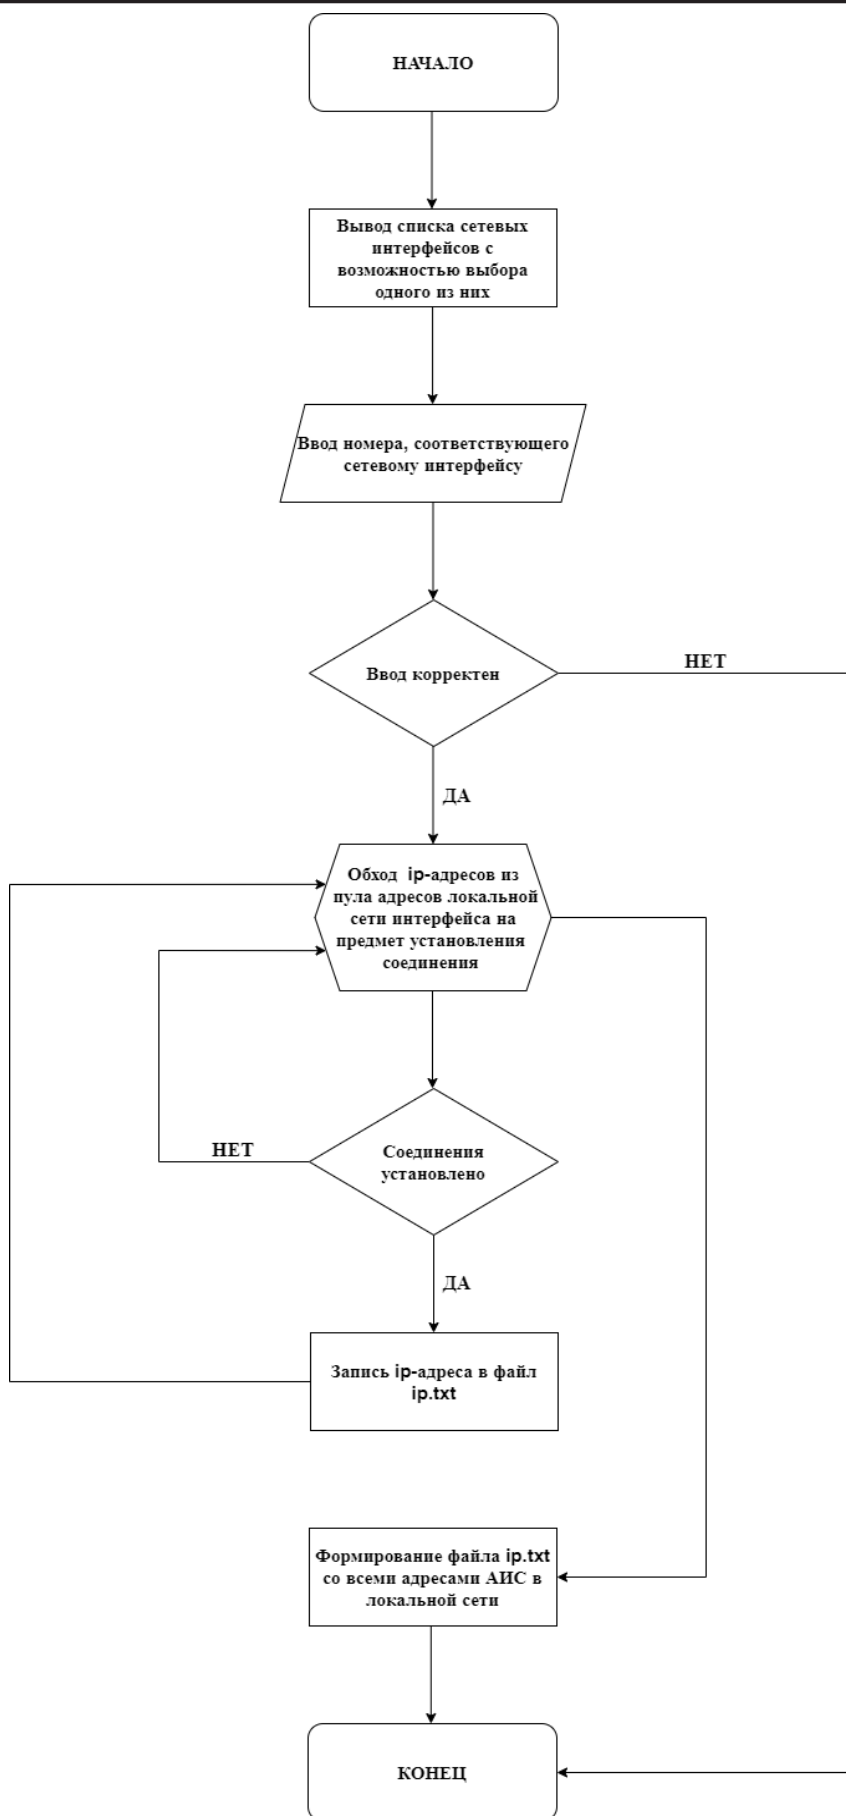 НАЧАЛО
Вывод списка сетевых
интерфейсов с
возможностью выбора
одного из них
Ввод номера, соответствующего
сетевому интерфейсу
Ввод корректен
НЕТ
ДА
Обход ip-адресов из
пула адресов локальной
сети интерфейса на
предмет установления
соединения
Соединения
установлено
НЕТ
ДА
Запись ip-адреса в файл
ip.txt
Формирование файла ip.txt
со всеми адресами АИС в
локальной сети
КОНЕЦ